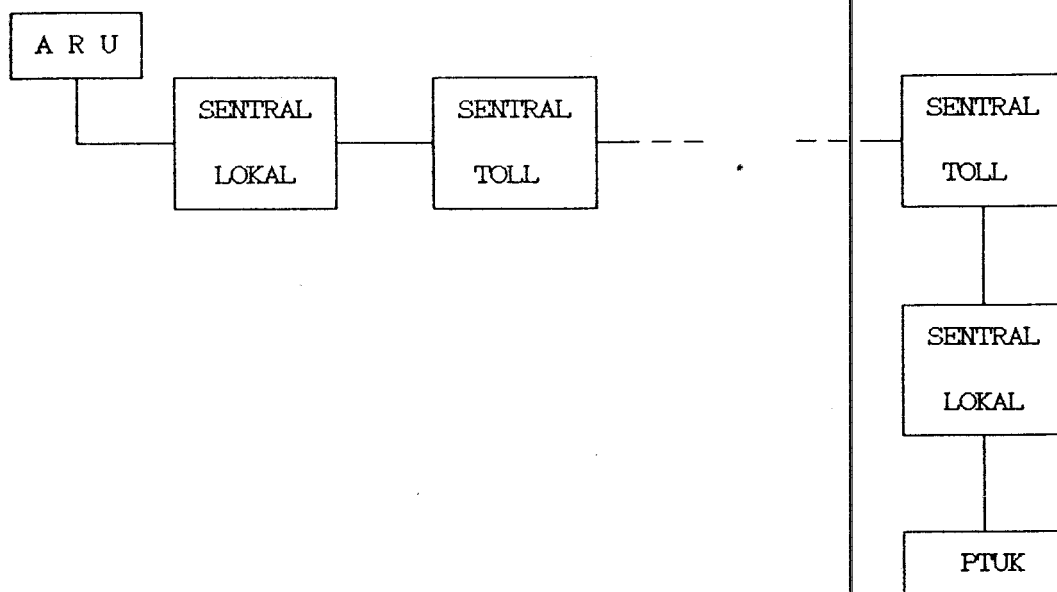 A R U
SENTRAL
LOKAL
SENTRAL
TOLL
SENTRAL
TOLL
SENTRAL
LOKAL
PTUK